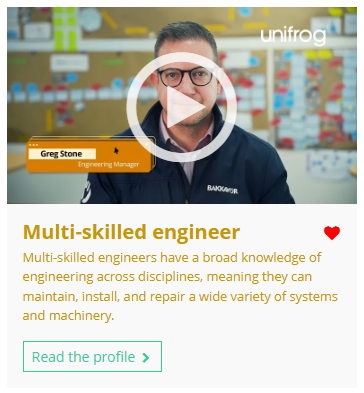 unifrog
Greg Stone
Engineering Manager
BAKKAVOR
Multi-skilled engineer
Multi-skilled engineers have a broad knowledge of
engineering across disciplines, meaning they can
maintain, install, and repair a wide variety of systems
and machinery.
Read the profile